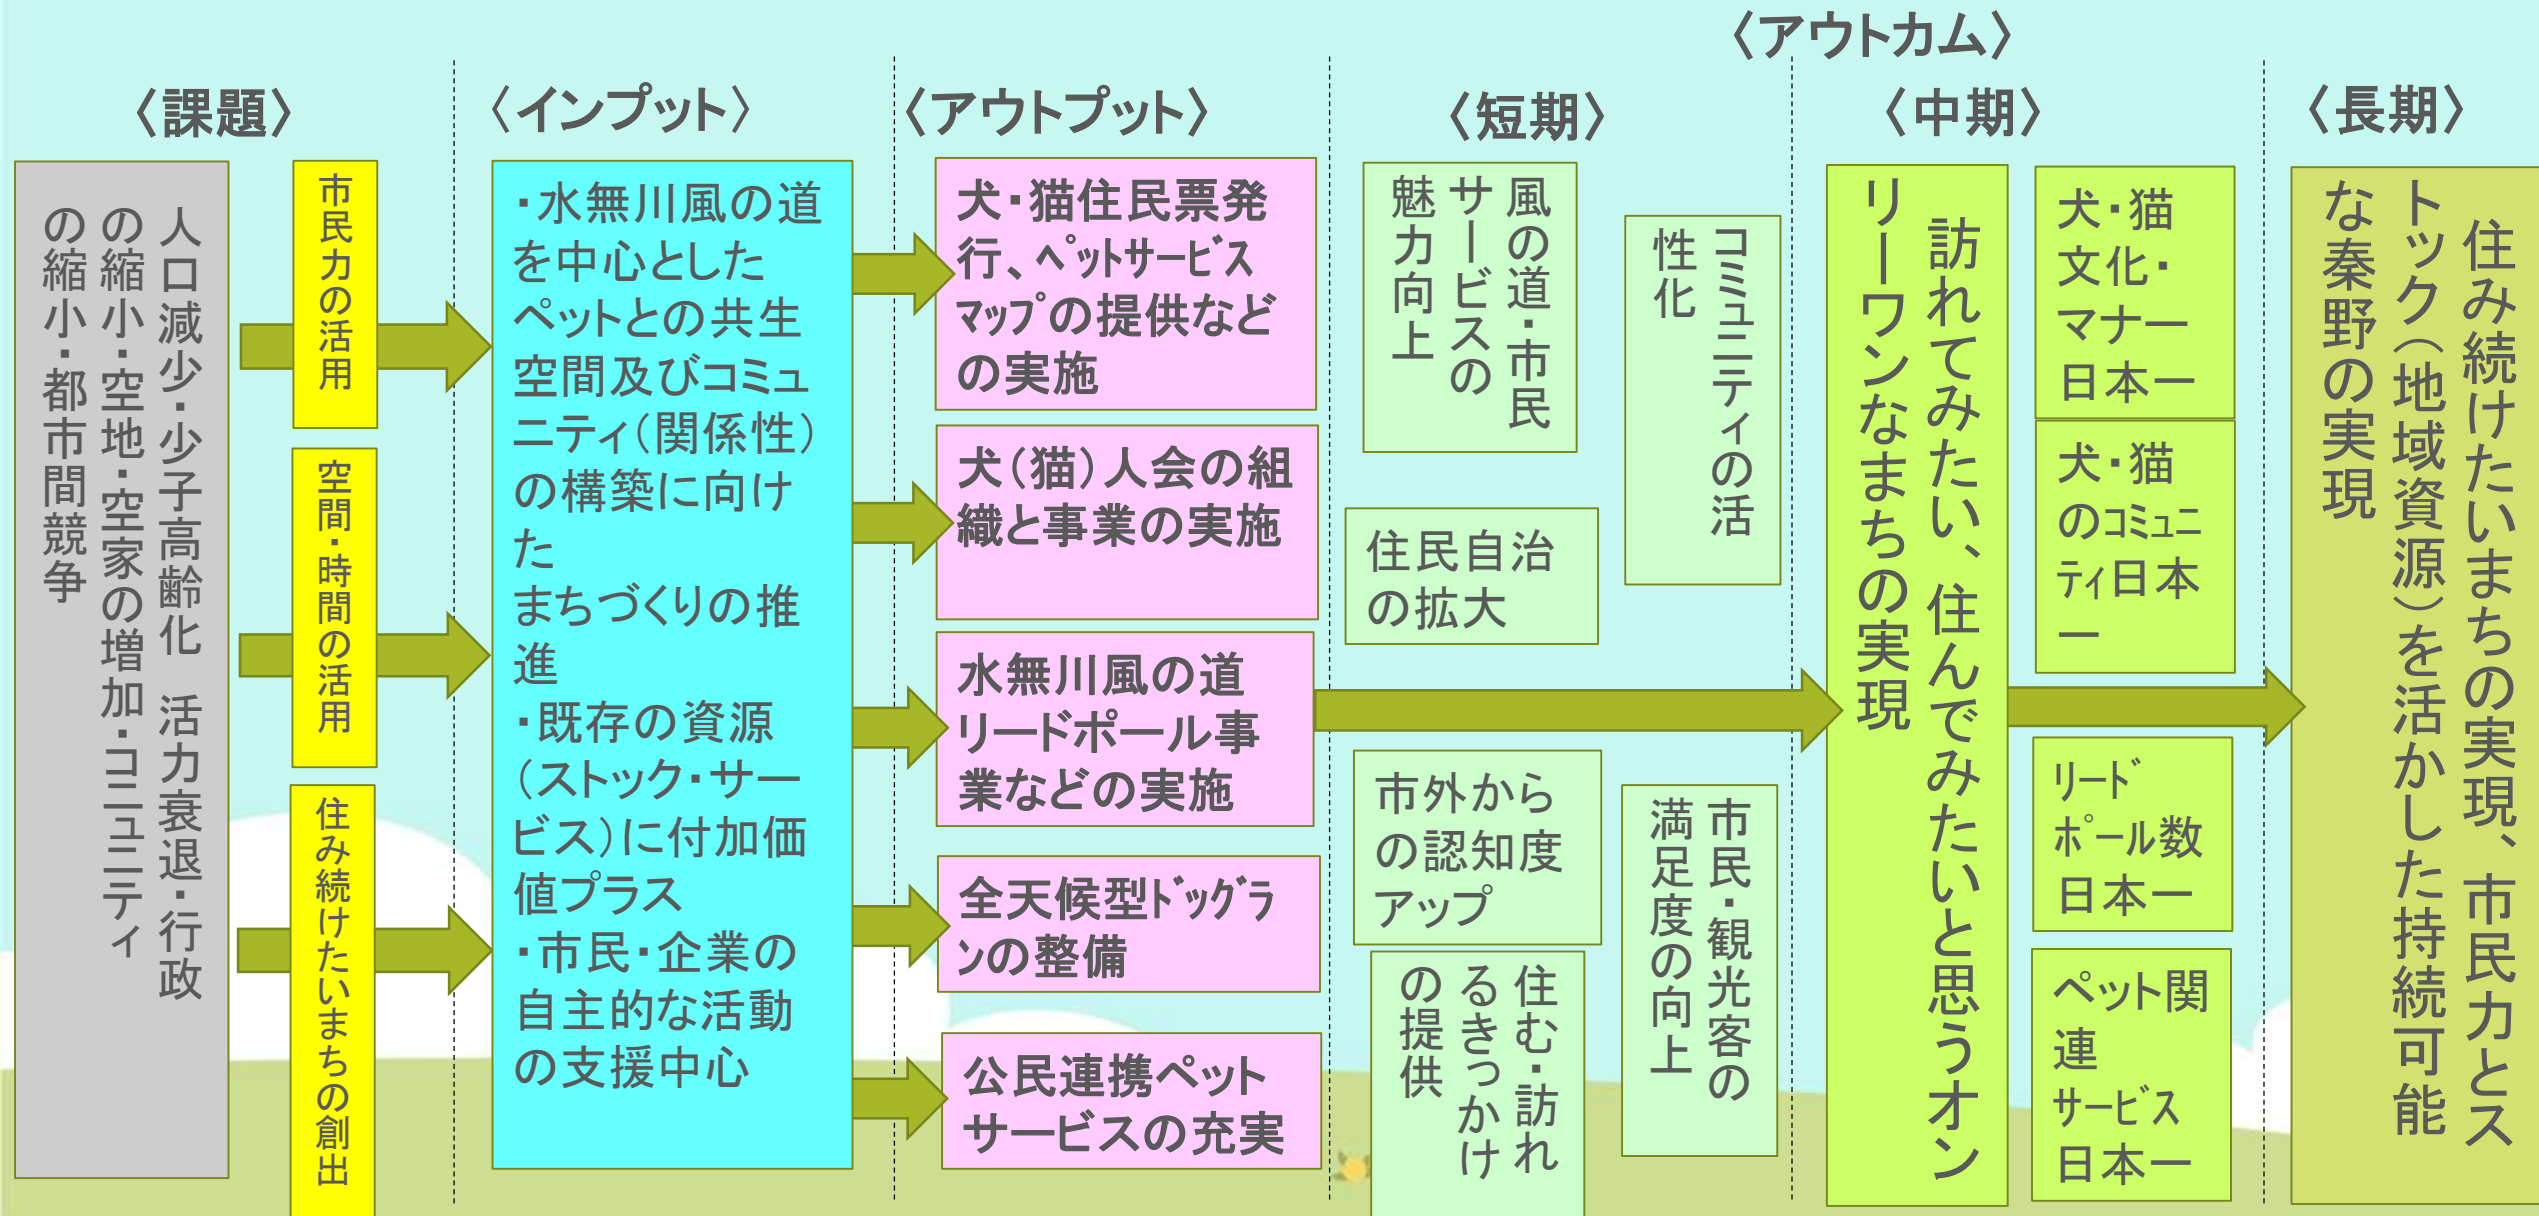 〈アウトカム〉
〈課題〉
〈インプット〉
〈アウトプット〉
〈短期〉
〈中期〉
〈長期〉
人口減少・少子高齢化　活力衰退・行政
の縮小・空地・空家の増加・コミュニティ
の縮小・都市間競争
市民力の活用
空間・時間の活用
住み続けたいまちの創出
・水無川風の道
を中心とした
ペットとの共生
空間及びコミュ
ニティ（関係性）
の構築に向け
た
まちづくりの推
進
・既存の資源
（ストック・サー
ビス）に付加価
値プラス
・市民・企業の
自主的な活動
の支援中心
犬・猫住民票発
行、ﾍﾟｯﾄｻｰﾋﾞｽ
ﾏｯﾌﾟの提供など
の実施
犬（猫）人会の組
織と事業の実施
水無川風の道
リードポール事
業などの実施
全天候型ﾄﾞｯｸﾞﾗ
ﾝの整備
公民連携ペット
サービスの充実
風の道・市民
サービスの
魅力向上
コミュニティの活
性化
住民自治
の拡大
市外から
の認知度
アップ
市民・観光客の
満足度の向上
住む・訪れ
るきっかけ
の提供
訪れてみたい、住んでみたいと思うオン
リーワンなまちの実現
犬・猫
文化・
マナー
日本一
犬・猫
のｺﾐｭﾆ
ﾃｨ日本
一
ﾘｰﾄﾞ
ﾎﾟｰﾙ数
日本一
ペット関
連
ｻｰﾋﾞｽ
日本一
住み続けたいまちの実現、市民力とス
トック（地域資源）を活かした持続可能
な秦野の実現